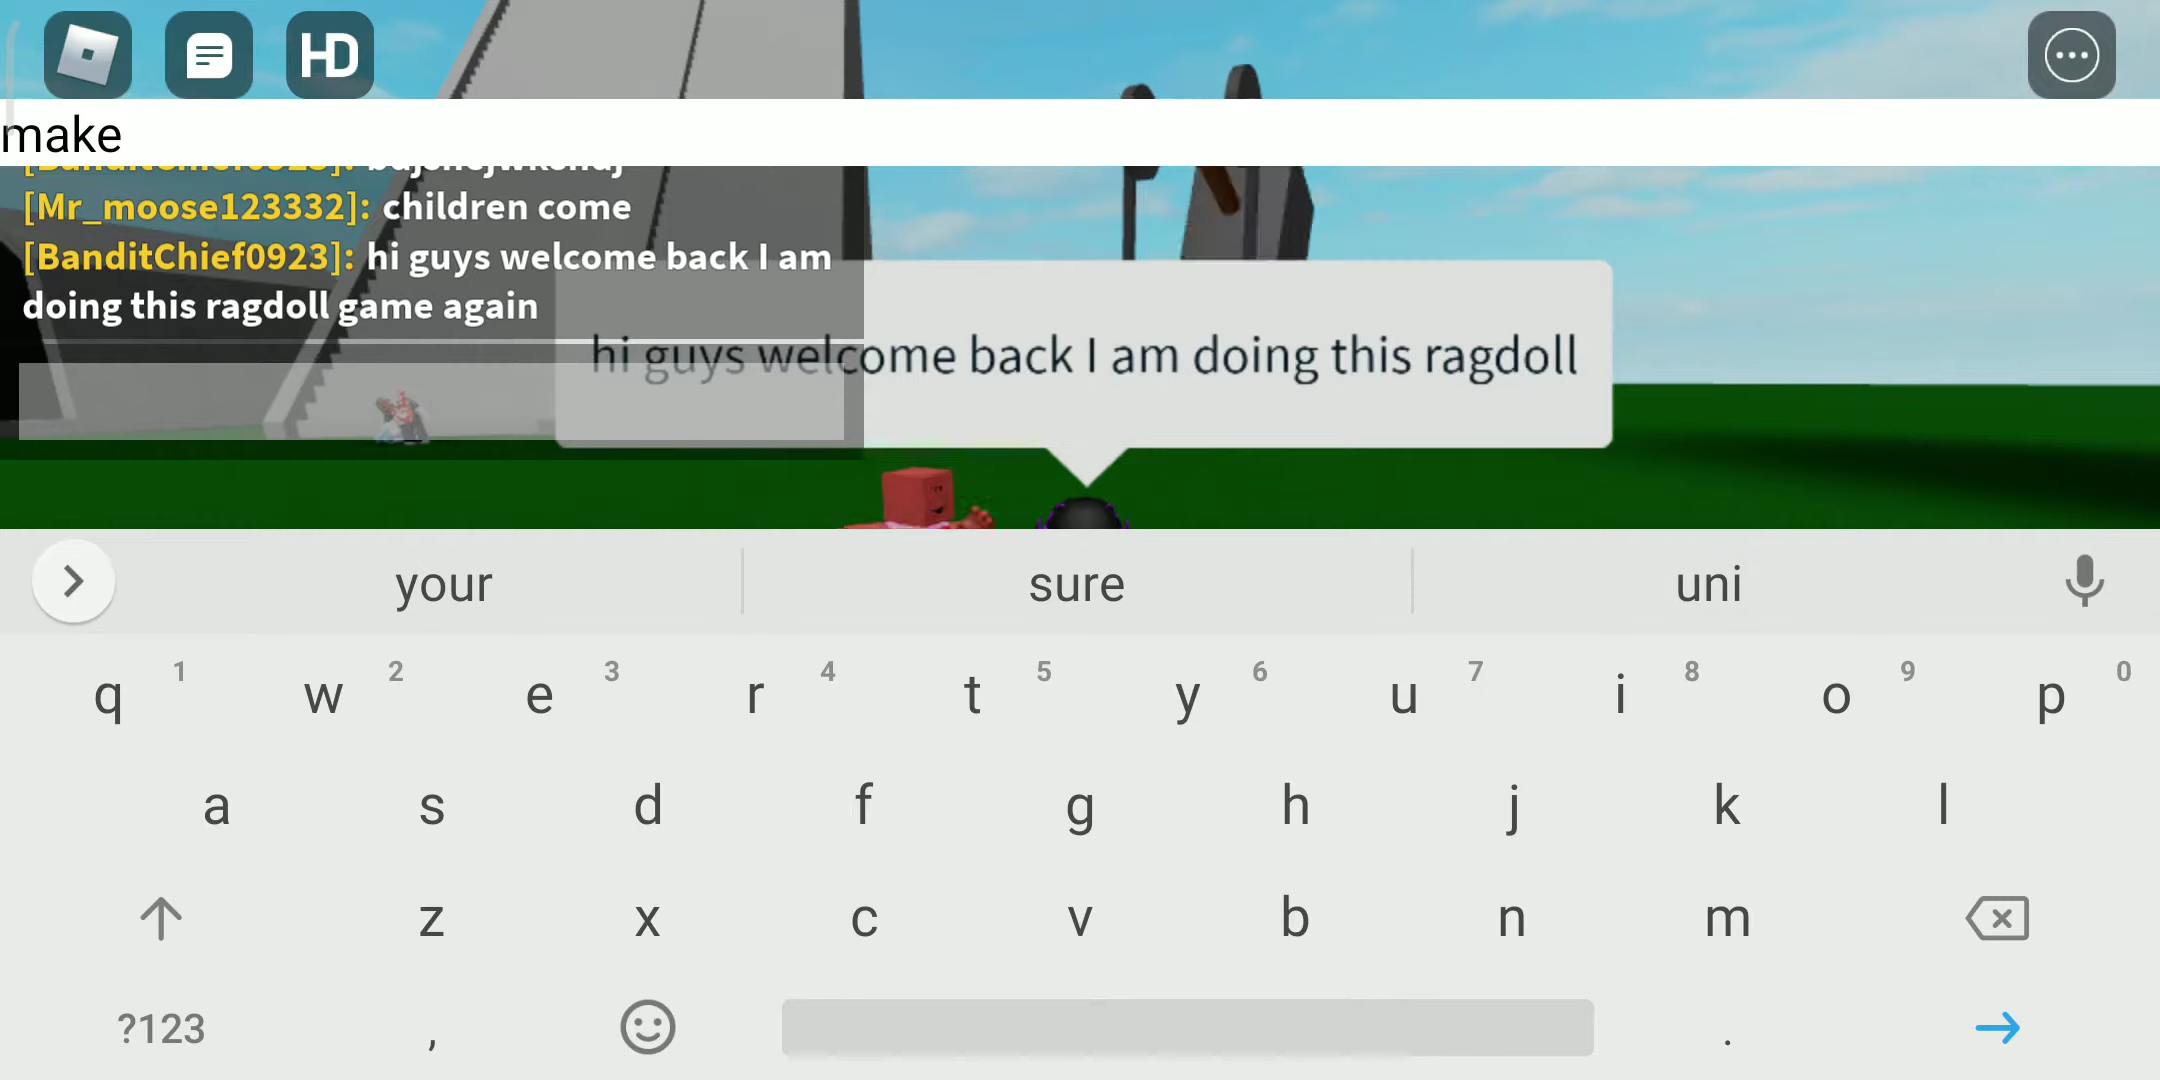 HD
make
[Mr_moose123332]: children come
[BanditChief0923]: hi guys welcome back I am
doing this ragdoll game again
hi guys welcome back I am doing this ragdoll
your sure uni
q 1 w 2 e 3 r 4 t 5 y 6 u 7 i 8 o 9 p 0
a s d f g h j k l
z x c v b n m
?123 , .